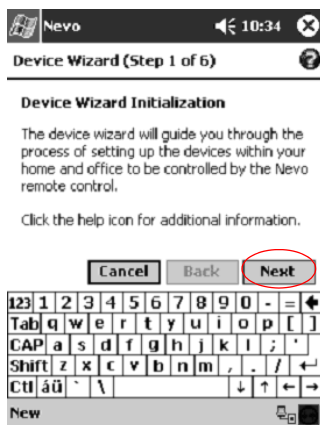 Nevo 10:34
Device Wizard (Step 1 of 6)
Device Wizard Initialization
The device wizard will guide you through the
process of setting up the devices within your
home and office to be controlled by the Nevo
remote control.
Click the help icon for additional information.
Cancel Back Next
123 1 2 3 4 5 6 7 8 9 0 - =
Tab q w e r t y u i o p [ ]
CAP a s d f g h j k l ; '
Shift z x c v b n m , . /
Ctl áü ` \
New